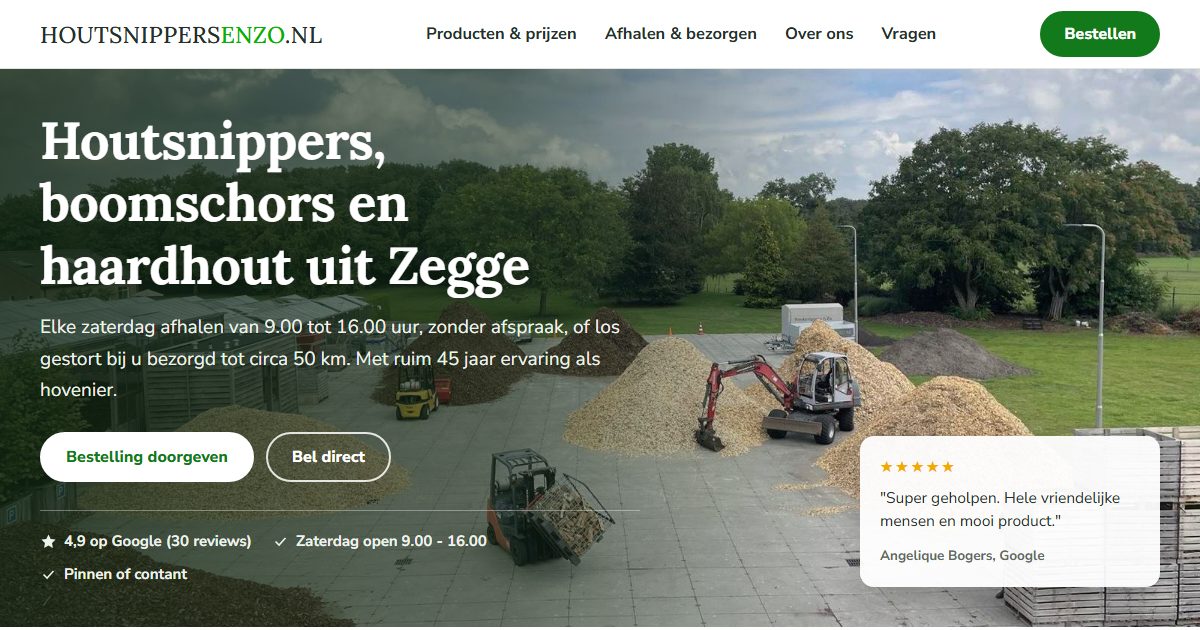 HOUTSNIPPERSENZO.NL
Producten & prijzen
Afhalen & bezorgen
Over ons
Vragen
Bestellen
Houtsnippers,
boomschors en
haardhout uit Zegge
Elke zaterdag afhalen van 9.00 tot 16.00 uur, zonder afspraak, of los
gestort bij u bezorgd tot circa 50 km. Met ruim 45 jaar ervaring als
hovenier.
Bestelling doorgeven
Bel direct
4,9 op Google (30 reviews)
Zaterdag open 9.00 - 16.00
Pinnen of contant
"Super geholpen. Hele vriendelijke
mensen en mooi product."
Angelique Bogers, Google